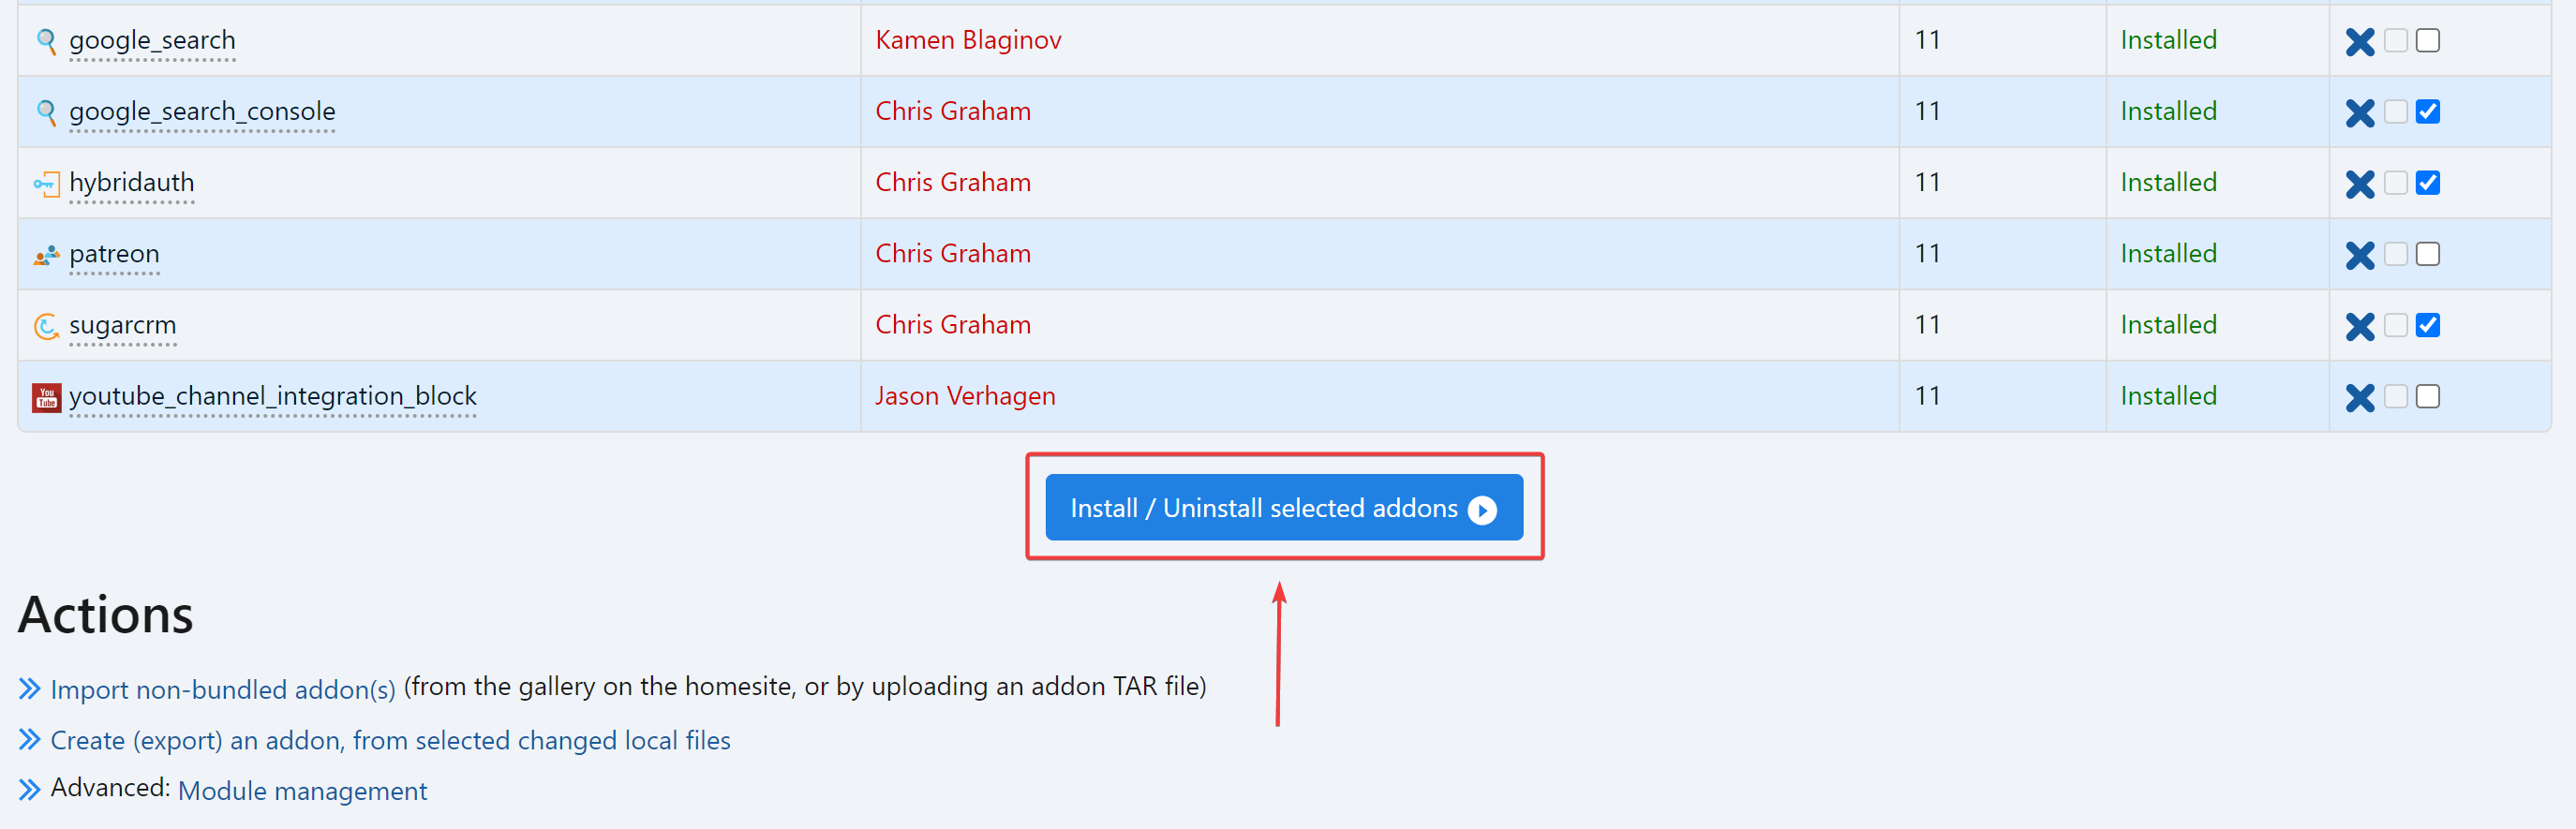 google_search Kamen Blaginov 11 Installed
google_search_console Chris Graham 11 Installed
hybridauth Chris Graham 11 Installed
patreon Chris Graham 11 Installed
sugarcrm Chris Graham 11 Installed
You Tube youtube_channel_integration_block Jason Verhagen 11 Installed
Install / Uninstall selected addons
Actions
Import non-bundled addon(s) (from the gallery on the homesite, or by uploading an addon TAR file)
Create (export) an addon, from selected changed local files
Advanced: Module management